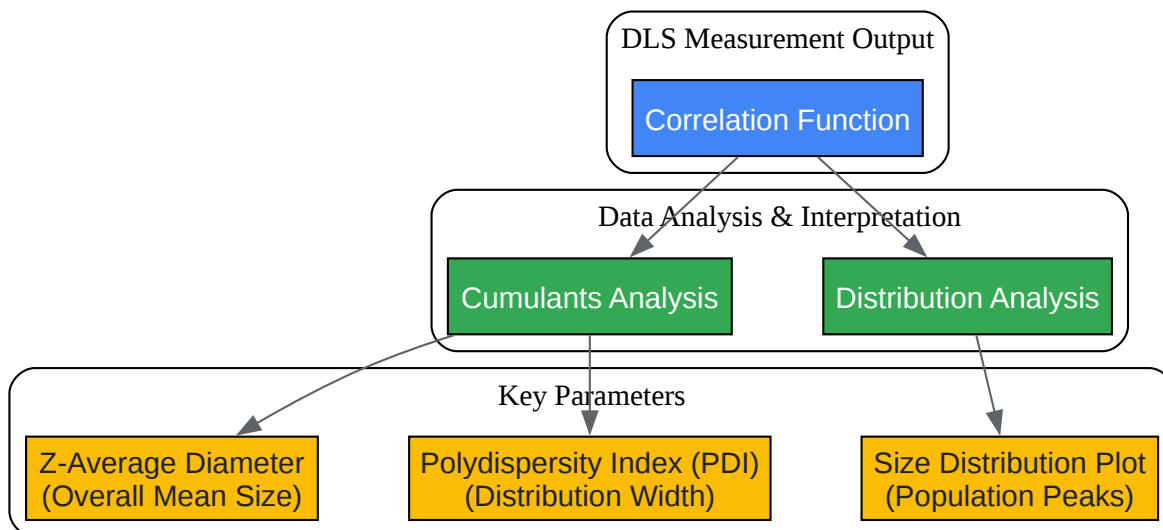 DLS Measurement Output
Correlation Function
Data Analysis & Interpretation
Cumulants Analysis
Distribution Analysis
Key Parameters
Z-Average Diameter
(Overall Mean Size)
Polydispersity Index (PDI)
(Distribution Width)
Size Distribution Plot
(Population Peaks)